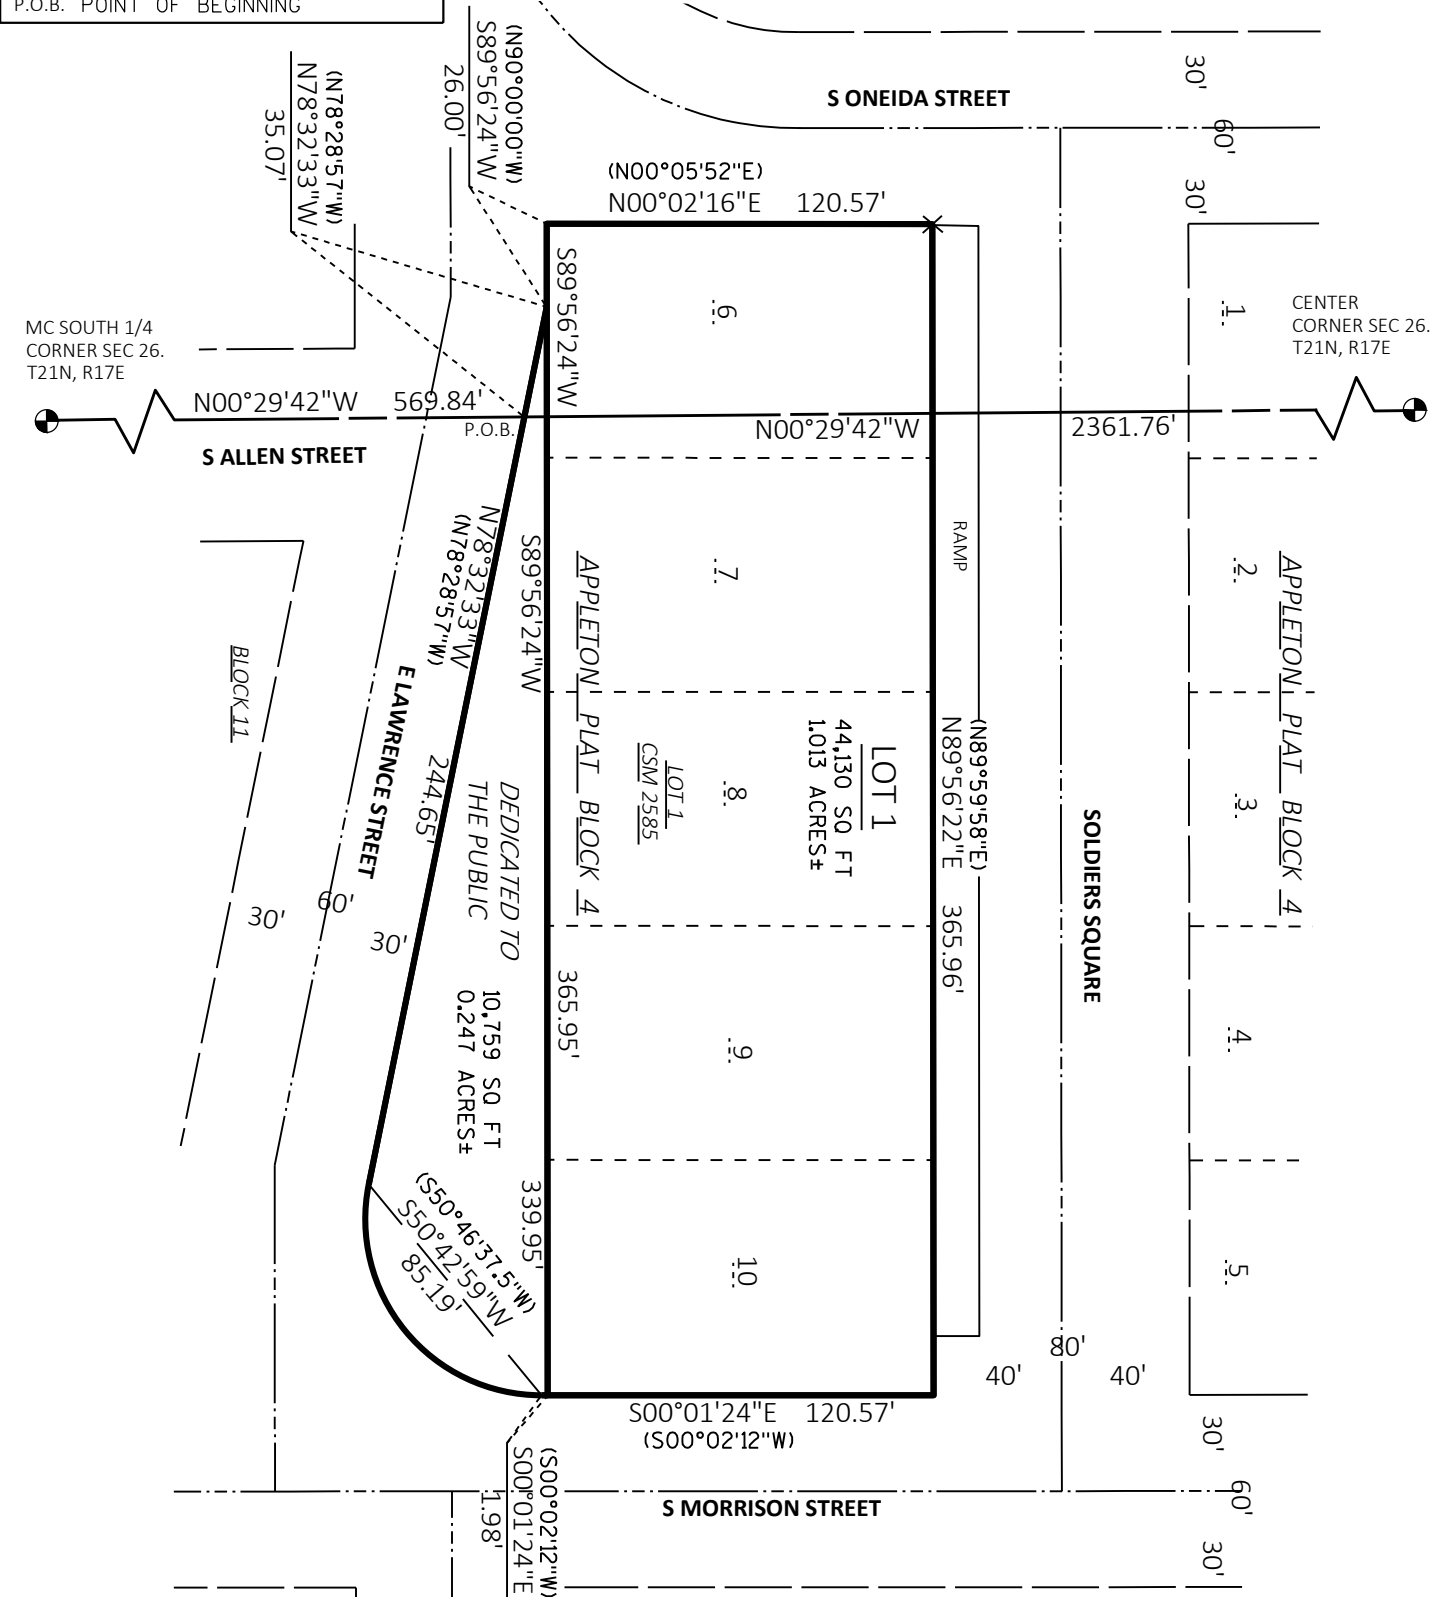 P.O.B. POINT OF BEGINNING
(N90°00'00"W)
S89°56'24"W
26.00'
(N78°28'57"W)
N78°32'33"W
35.07'
S ONEIDA STREET
30'
60'
30'
(N00°05'52"E)
N00°02'16"E 120.57'
S89°56'24"W
6
1
MC SOUTH 1/4
CORNER SEC 26.
T21N, R17E
CENTER
CORNER SEC 26.
T21N, R17E
N00°29'42"W 569.84'
P.O.B.
N00°29'42"W
2361.76'
S ALLEN STREET
N78°32'33"W
(N78°28'57"W)
S89°56'24"W
RAMP
7
2
APPLETON PLAT BLOCK 4
APPLETON PLAT BLOCK 4
BLOCK 11
E LAWRENCE STREET
244.65'
DEDICATED TO
THE PUBLIC
LOT 1
CSM 2585
8
LOT 1
44,130 SQ FT
1.013 ACRES±
(N89°59'58"E)
N89°56'22"E 365.96'
SOLDIERS SQUARE
3
30'
60'
30'
10,759 SQ FT
0.247 ACRES±
365.95'
9
4
339.95'
(S50°46'37.5"W)
S50°42'59"W
85.19'
10
5
80'
40'
40'
S00°01'24"E 120.57'
(S00°02'12"W)
30'
60'
30'
S MORRISON STREET
(S00°02'12"W)
S00°01'24"E
1.98'